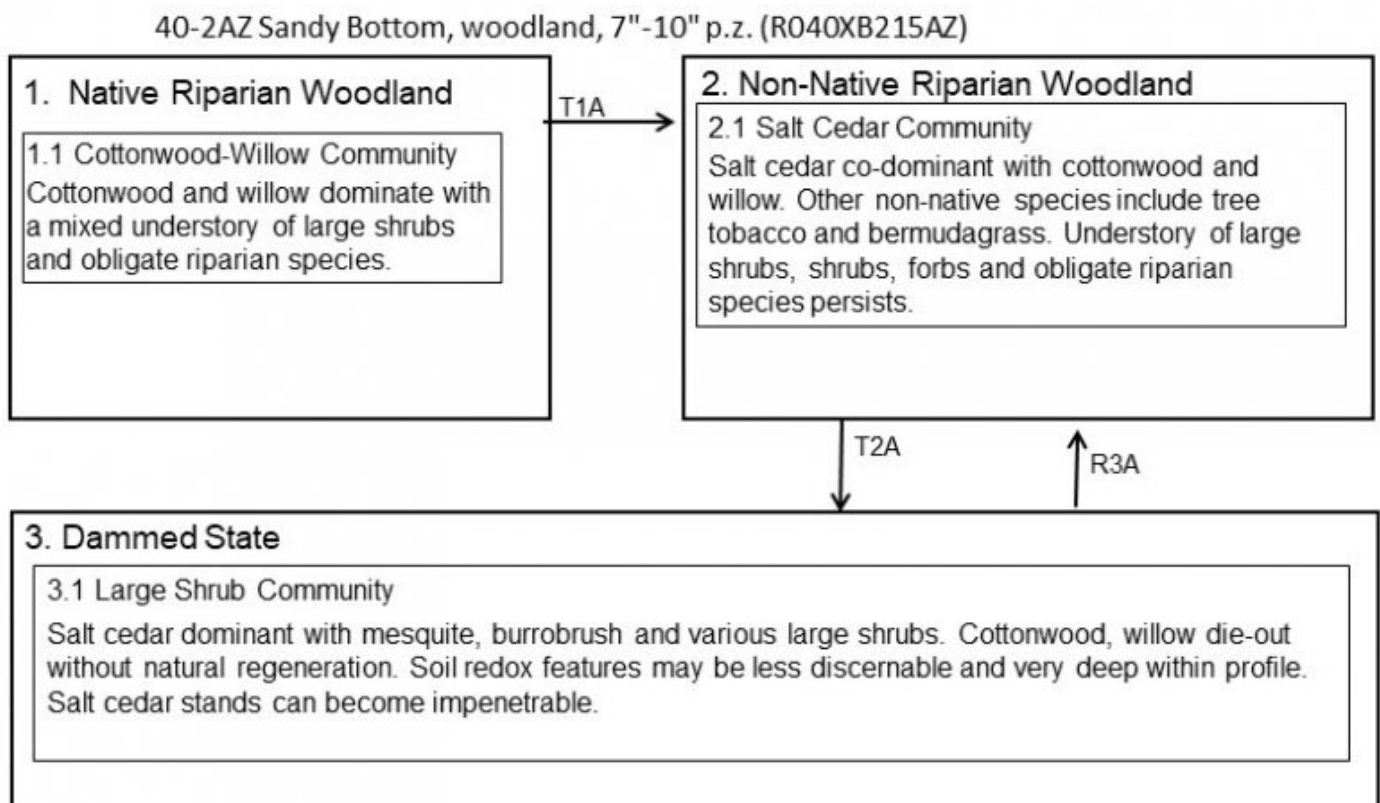 40-2AZ Sandy Bottom, woodland, 7"-10" p.z. (R040XB215AZ)
1. Native Riparian Woodland
1.1 Cottonwood-Willow Community
Cottonwood and willow dominate with
a mixed understory of large shrubs
and obligate riparian species.
T1A
2. Non-Native Riparian Woodland
2.1 Salt Cedar Community
Salt cedar co-dominant with cottonwood and
willow. Other non-native species include tree
tobacco and bermudagrass. Understory of large
shrubs, shrubs, forbs and obligate riparian
species persists.
T2A
R3A
3. Dammed State
3.1 Large Shrub Community
Salt cedar dominant with mesquite, burrobrush and various large shrubs. Cottonwood, willow die-out
without natural regeneration. Soil redox features may be less discernable and very deep within profile.
Salt cedar stands can become impenetrable.